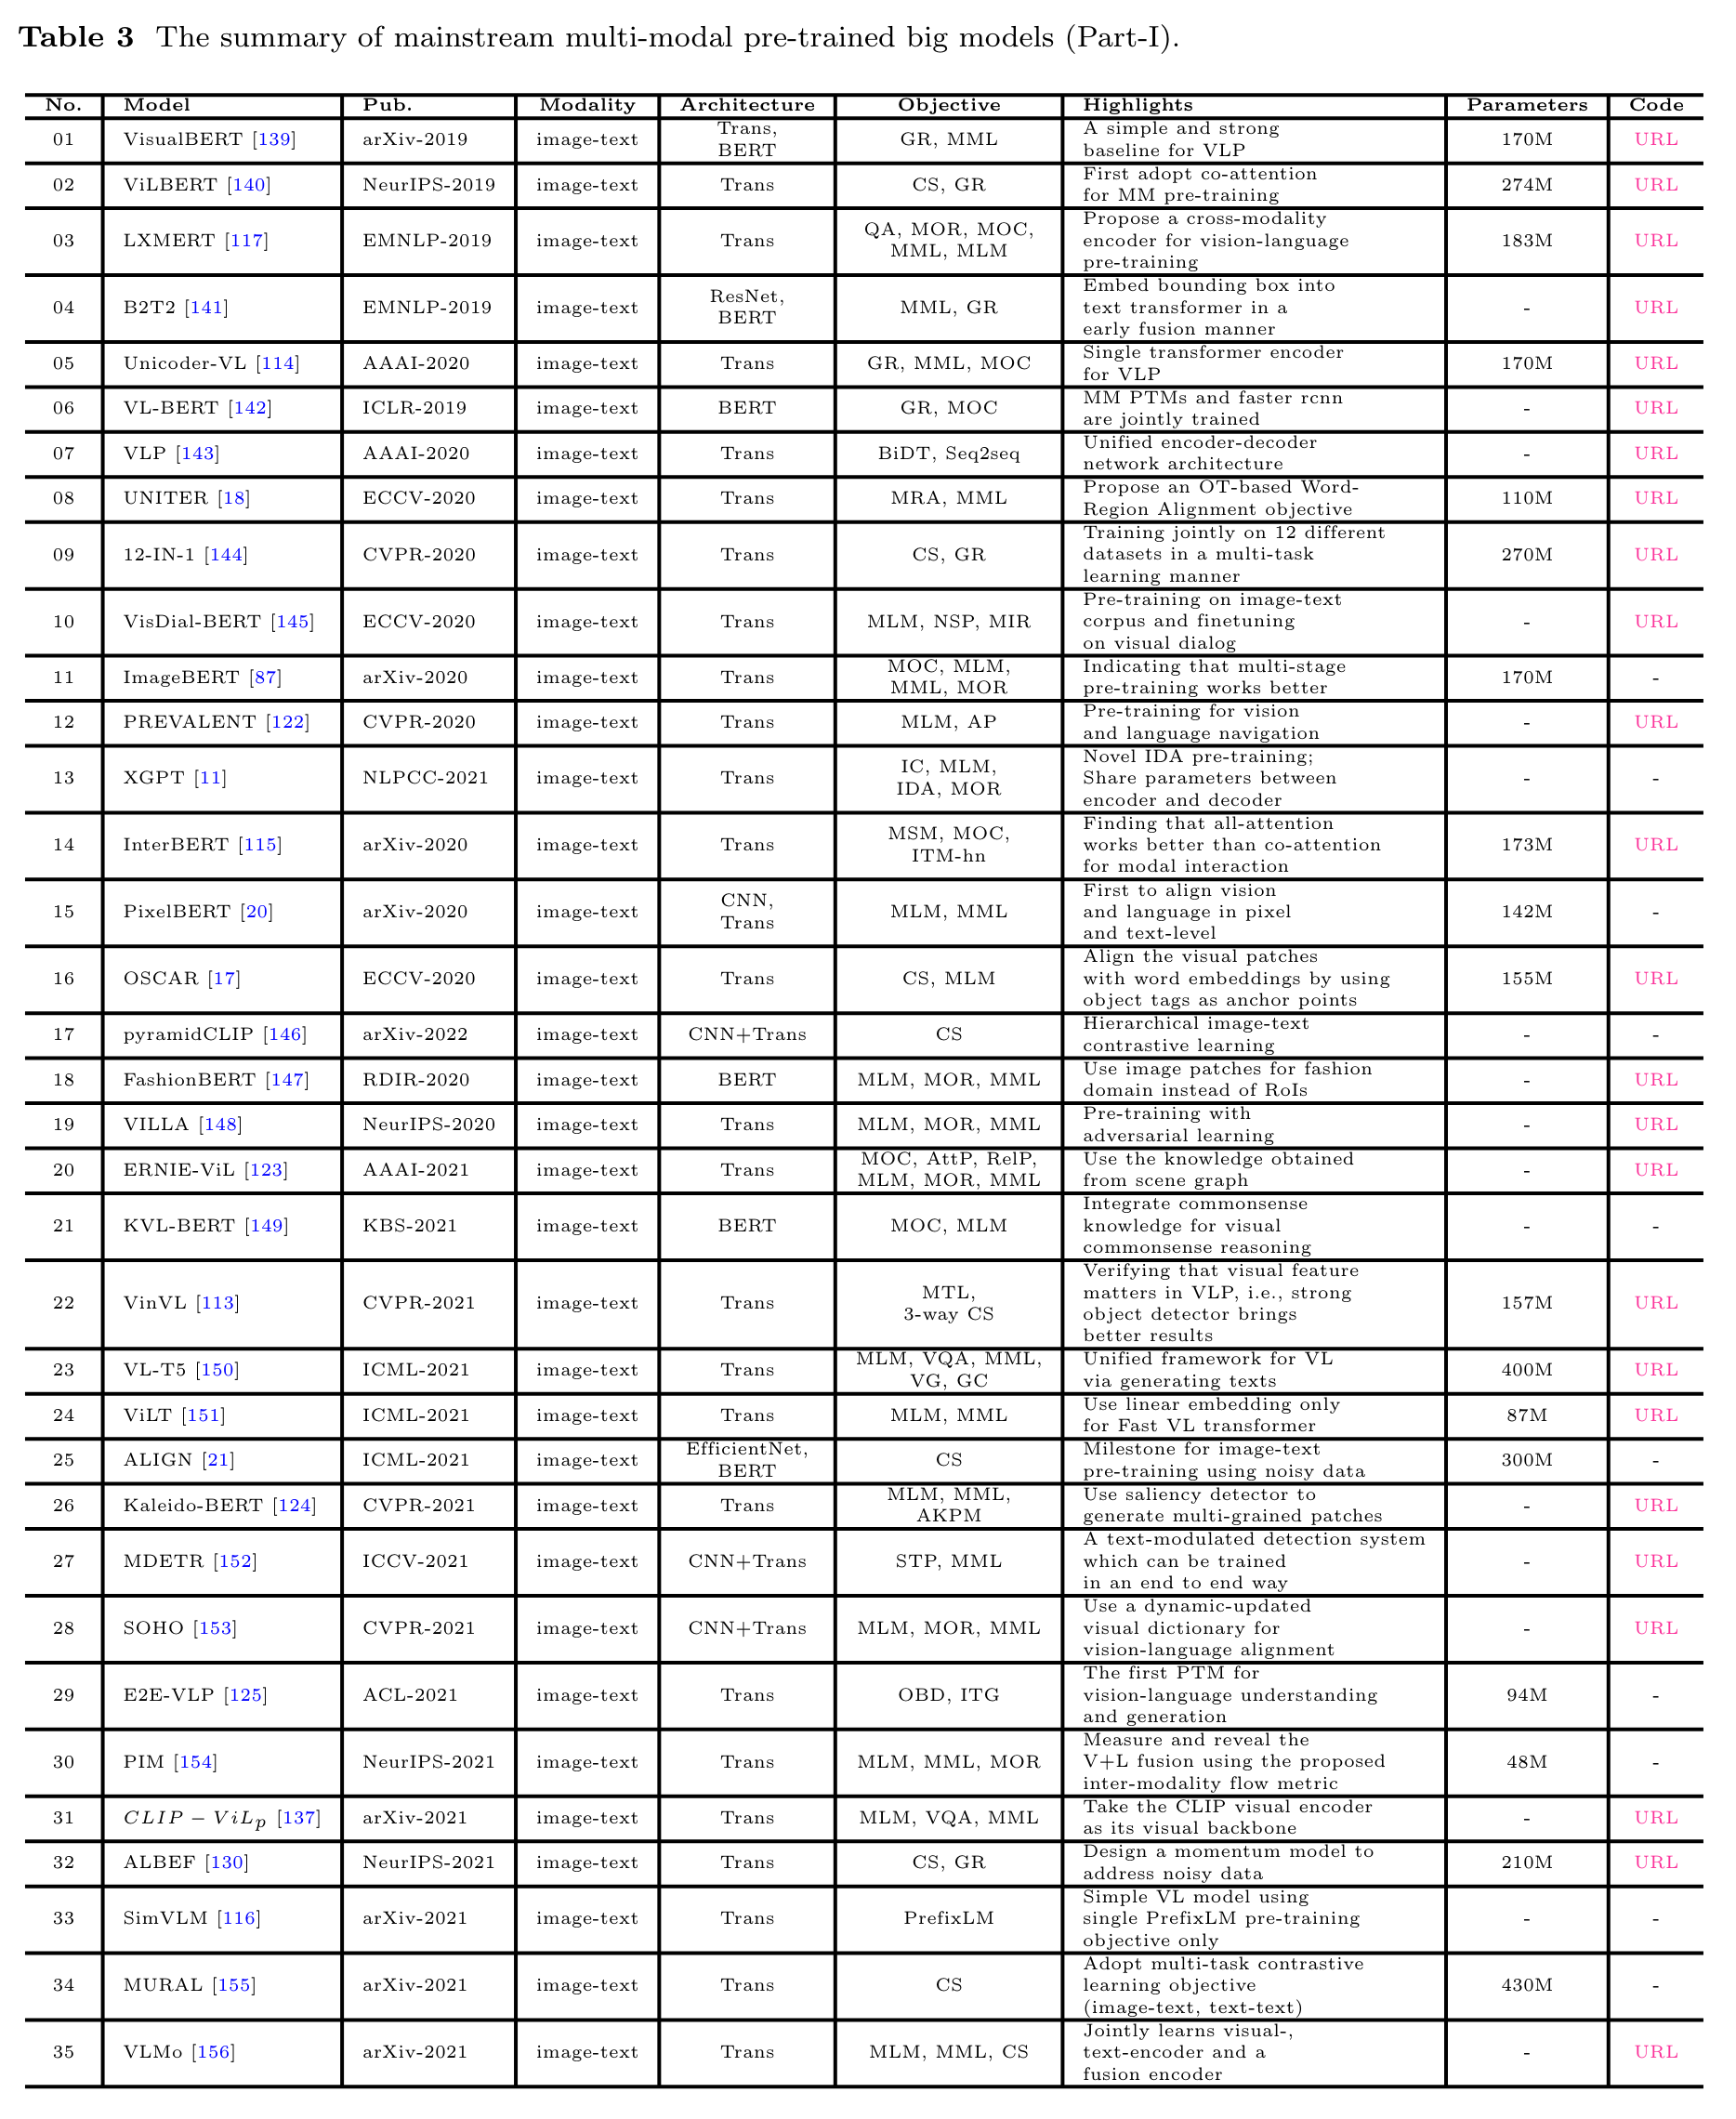 Table 3 The summary of mainstream multi-modal pre-trained big models (Part-I).
No. Model Pub. Modality Architecture Objective Highlights Parameters Code
01 VisualBERT [139] arXiv-2019 image-text Trans, BERT GR, MML A simple and strong baseline for VLP 170M URL
02 ViLBERT [140] NeurIPS-2019 image-text Trans CS, GR First adopt co-attention for MM pre-training 274M URL
03 LXMERT [117] EMNLP-2019 image-text Trans QA, MOR, MOC, MML, MLM Propose a cross-modality encoder for vision-language pre-training 183M URL
04 B2T2 [141] EMNLP-2019 image-text ResNet, BERT MML, GR Embed bounding box into text transformer in a early fusion manner - URL
05 Unicoder-VL [114] AAAI-2020 image-text Trans GR, MML, MOC Single transformer encoder for VLP 170M URL
06 VL-BERT [142] ICLR-2019 image-text BERT GR, MOC MM PTMs and faster rcnn are jointly trained - URL
07 VLP [143] AAAI-2020 image-text Trans BiDT, Seq2seq Unified encoder-decoder network architecture - URL
08 UNITER [18] ECCV-2020 image-text Trans MRA, MML Propose an OT-based Word-Region Alignment objective 110M URL
09 12-IN-1 [144] CVPR-2020 image-text Trans CS, GR Training jointly on 12 different datasets in a multi-task learning manner 270M URL
10 VisDial-BERT [145] ECCV-2020 image-text Trans MLM, NSP, MIR Pre-training on image-text corpus and finetuning on visual dialog - URL
11 ImageBERT [87] arXiv-2020 image-text Trans MOC, MLM, MML, MOR Indicating that multi-stage pre-training works better 170M -
12 PREVALENT [122] CVPR-2020 image-text Trans MLM, AP Pre-training for vision and language navigation - URL
13 XGPT [11] NLPCC-2021 image-text Trans IC, MLM, IDA, MOR Novel IDA pre-training; Share parameters between encoder and decoder - -
14 InterBERT [115] arXiv-2020 image-text Trans MSM, MOC, ITM-hn Finding that all-attention works better than co-attention for modal interaction 173M URL
15 PixelBERT [20] arXiv-2020 image-text CNN, Trans MLM, MML First to align vision and language in pixel and text-level 142M -
16 OSCAR [17] ECCV-2020 image-text Trans CS, MLM Align the visual patches with word embeddings by using object tags as anchor points 155M URL
17 pyramidCLIP [146] arXiv-2022 image-text CNN+Trans CS Hierarchical image-text contrastive learning - -
18 FashionBERT [147] RDIR-2020 image-text BERT MLM, MOR, MML Use image patches for fashion domain instead of RoIs - URL
19 VILLA [148] NeurIPS-2020 image-text Trans MLM, MOR, MML Pre-training with adversarial learning - URL
20 ERNIE-ViL [123] AAAI-2021 image-text Trans MOC, AttP, RelP, MLM, MOR, MML Use the knowledge obtained from scene graph - URL
21 KVL-BERT [149] KBS-2021 image-text BERT MOC, MLM Integrate commonsense knowledge for visual commonsense reasoning - -
22 VinVL [113] CVPR-2021 image-text Trans MTL, 3-way CS Verifying that visual feature matters in VLP, i.e., strong object detector brings better results 157M URL
23 VL-T5 [150] ICML-2021 image-text Trans MLM, VQA, MML, VG, GC Unified framework for VL via generating texts 400M URL
24 ViLT [151] ICML-2021 image-text Trans MLM, MML Use linear embedding only for Fast VL transformer 87M URL
25 ALIGN [21] ICML-2021 image-text EfficientNet, BERT CS Milestone for image-text pre-training using noisy data 300M -
26 Kaleido-BERT [124] CVPR-2021 image-text Trans MLM, MML, AKPM Use saliency detector to generate multi-grained patches - URL
27 MDETR [152] ICCV-2021 image-text CNN+Trans STP, MML A text-modulated detection system which can be trained in an end to end way - URL
28 SOHO [153] CVPR-2021 image-text CNN+Trans MLM, MOR, MML Use a dynamic-updated visual dictionary for vision-language alignment - URL
29 E2E-VLP [125] ACL-2021 image-text Trans OBD, ITG The first PTM for vision-language understanding and generation 94M -
30 PIM [154] NeurIPS-2021 image-text Trans MLM, MML, MOR Measure and reveal the V+L fusion using the proposed inter-modality flow metric 48M -
31 CLIP − ViLp [137] arXiv-2021 image-text Trans MLM, VQA, MML Take the CLIP visual encoder as its visual backbone - URL
32 ALBEF [130] NeurIPS-2021 image-text Trans CS, GR Design a momentum model to address noisy data 210M URL
33 SimVLM [116] arXiv-2021 image-text Trans PrefixLM Simple VL model using single PrefixLM pre-training objective only - -
34 MURAL [155] arXiv-2021 image-text Trans CS Adopt multi-task contrastive learning objective (image-text, text-text) 430M -
35 VLMo [156] arXiv-2021 image-text Trans MLM, MML, CS Jointly learns visual-, text-encoder and a fusion encoder - URL